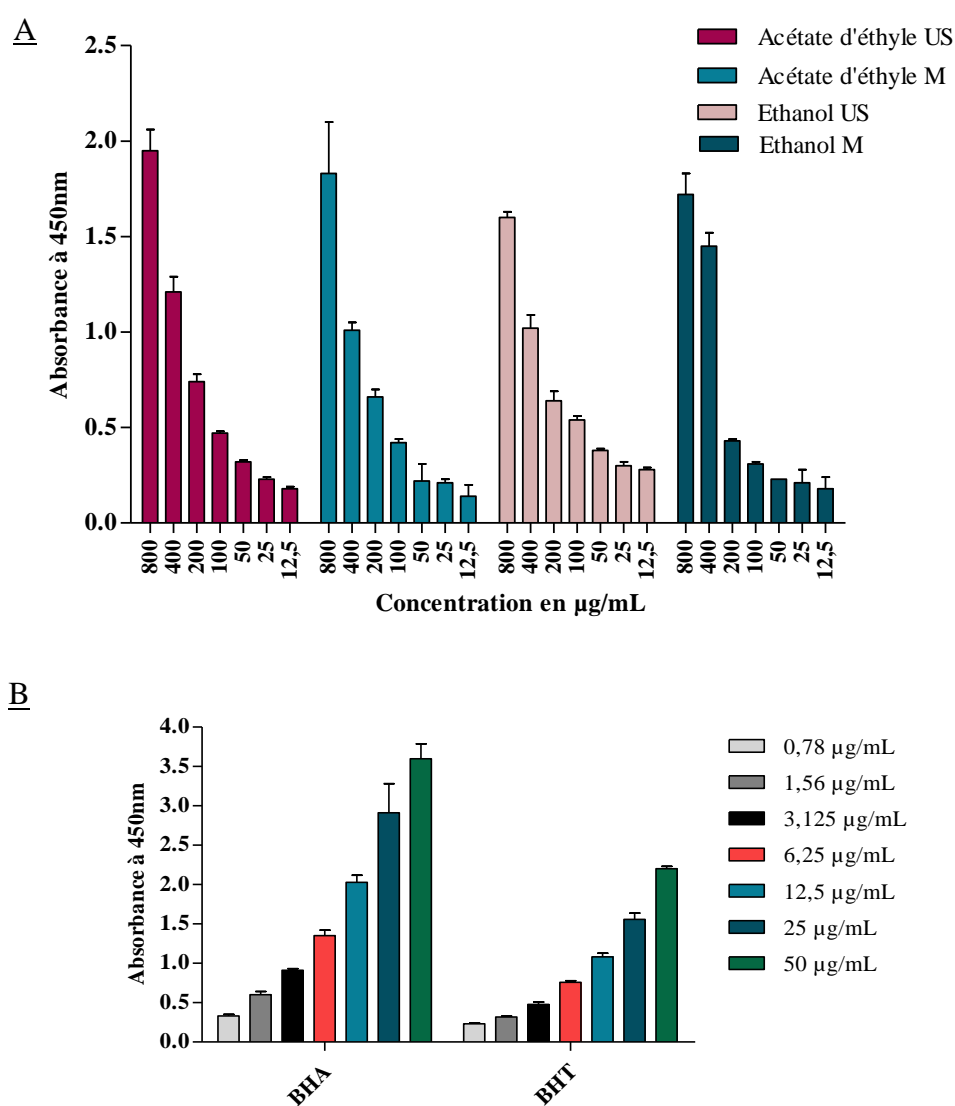 A
2.5
2.0
1.5
1.0
0.5
0.0
Absorbance à 450nm
Acétate d'éthyle US
Acétate d'éthyle M
Ethanol US
Ethanol M
800 400 200 100 50 25 12,5 800 400 200 100 50 25 12,5 800 400 200 100 50 25 12,5 800 400 200 100 50 25 12,5
Concentration en µg/mL
B
4.0
3.5
3.0
2.5
2.0
1.5
1.0
0.5
0.0
Absorbance à 450nm
0,78 µg/mL
1,56 µg/mL
3,125 µg/mL
6,25 µg/mL
12,5 µg/mL
25 µg/mL
50 µg/mL
BHA BHT